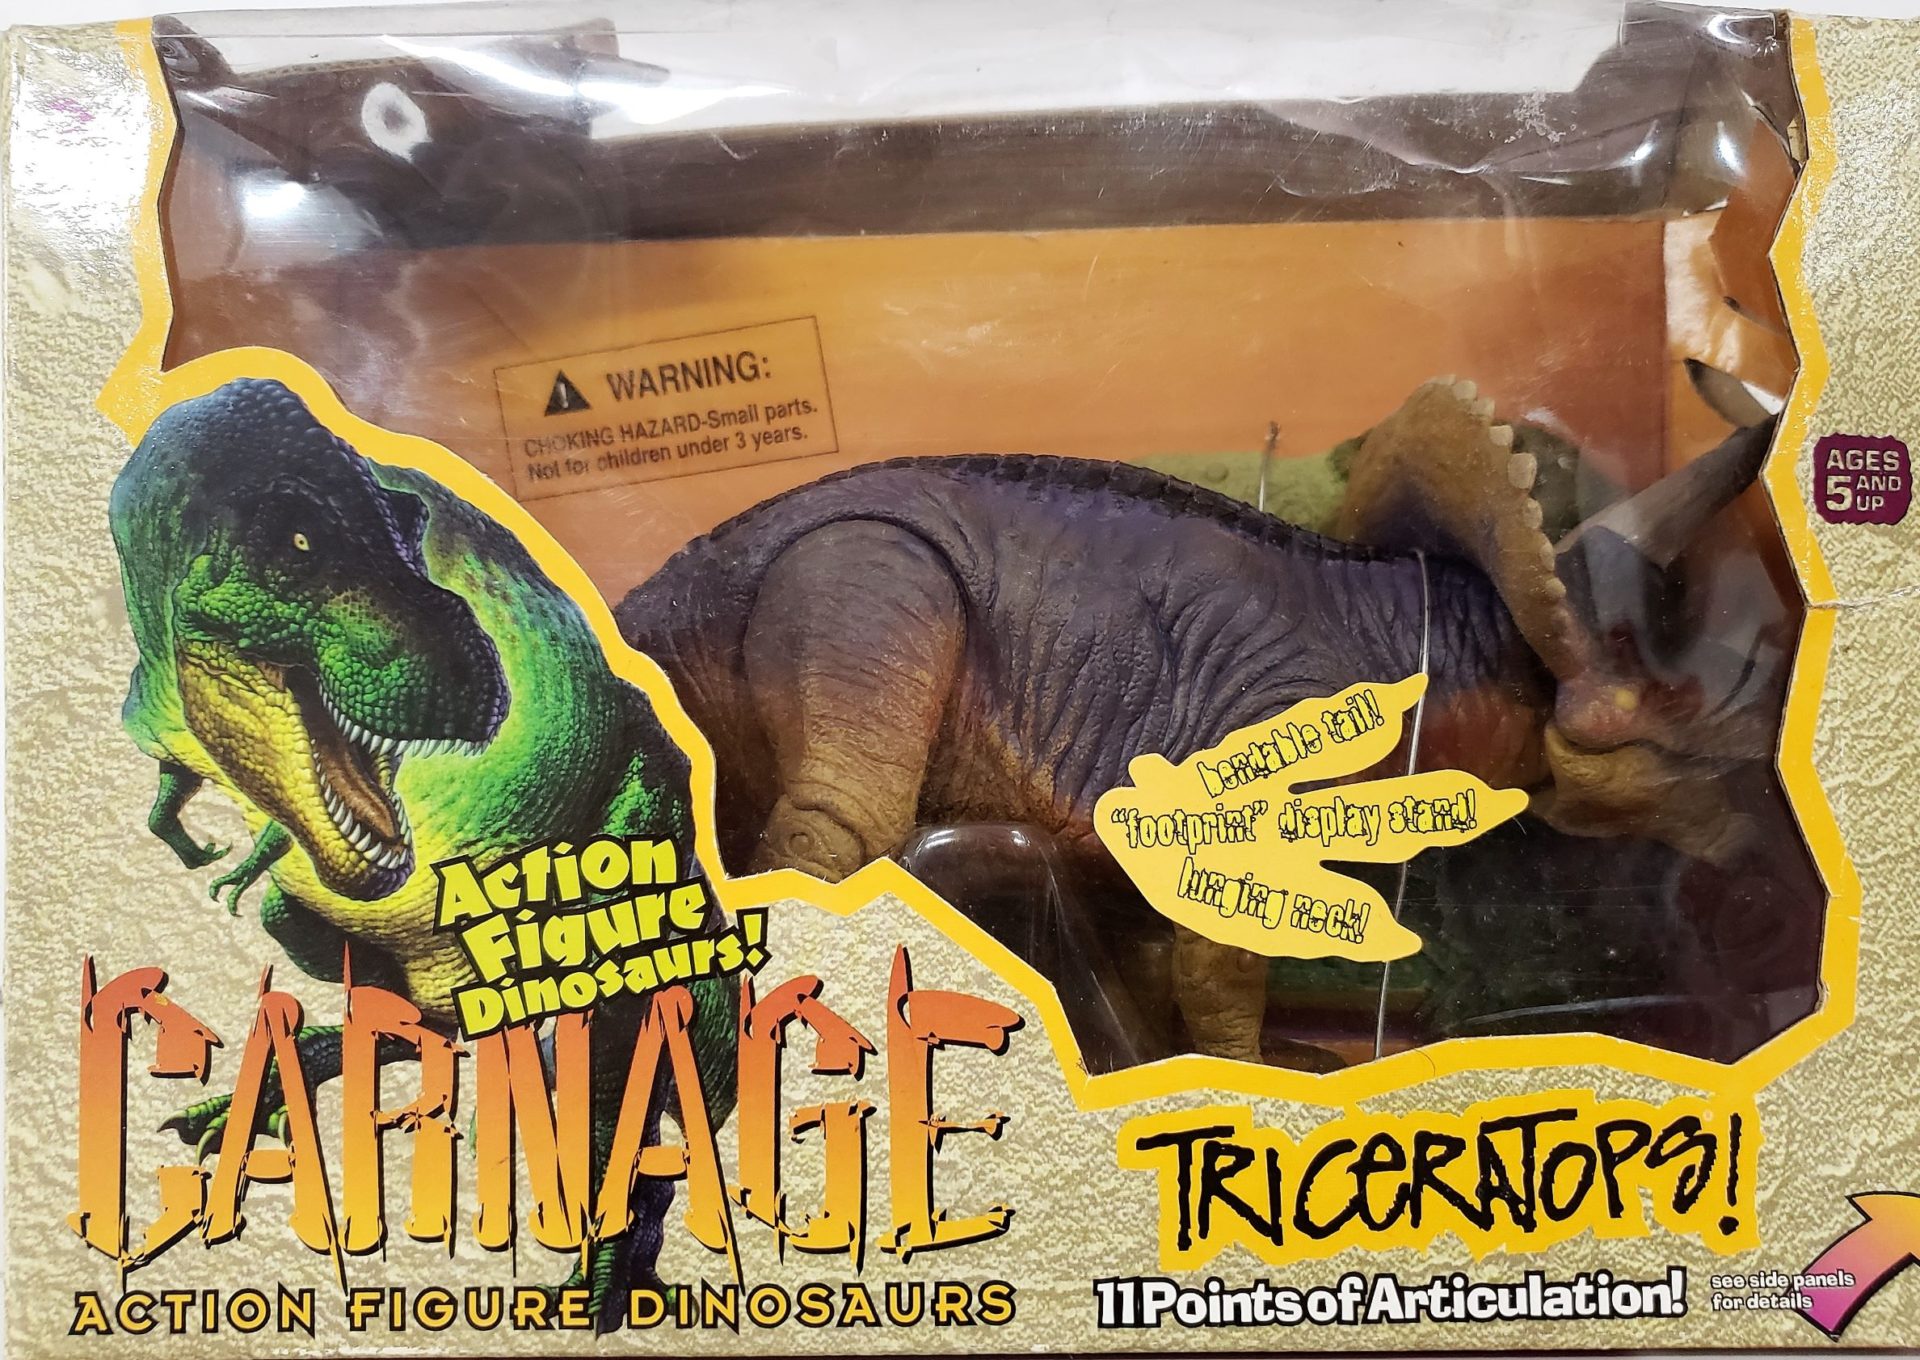 WARNING:
CHOKING HAZARD-Small parts.
Not for children under 3 years.
AGES
5 AND
UP
bendable tail!
"footprint" display stand!
lunging neck!
Action
Figure
Dinosaurs!
CARNAGE
ACTION FIGURE DINOSAURS
TRICERATOPS!
11 Points of Articulation!
see side panels
for details